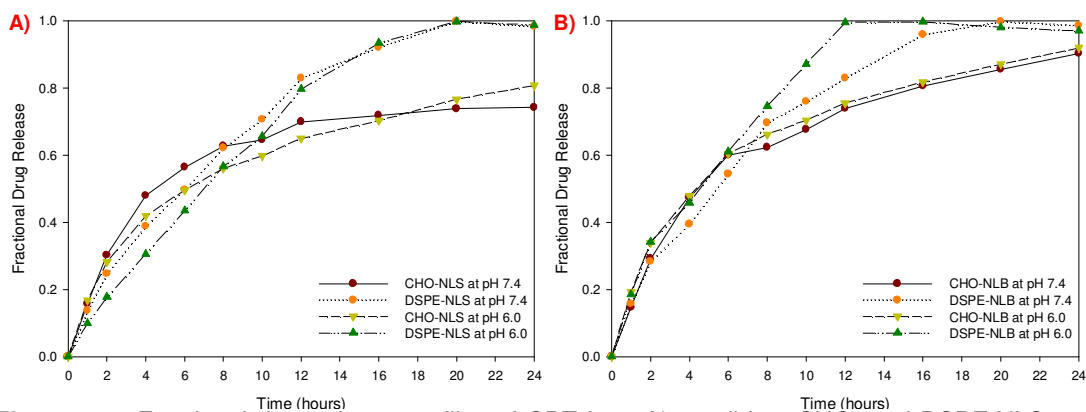 A)
Fractional Drug Release
1.0
0.8
0.6
0.4
0.2
0.0
CHO-NLS at pH 7.4
DSPE-NLS at pH 7.4
CHO-NLS at pH 6.0
DSPE-NLS at pH 6.0
0 2 4 6 8 10 12 14 16 18 20 22 24
Time (hours)
B)
Fractional Drug Release
1.0
0.8
0.6
0.4
0.2
0.0
CHO-NLB at pH 7.4
DSPE-NLB at pH 7.4
CHO-NLB at pH 6.0
DSPE-NLB at pH 6.0
0 2 4 6 8 10 12 14 16 18 20 22 24
Time (hours)